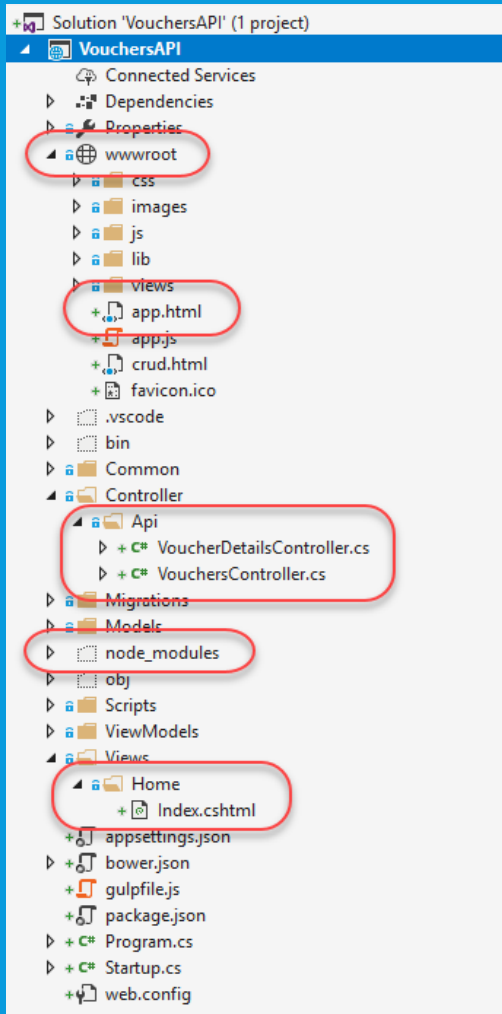 Solution 'VouchersAPI' (1 project)
VouchersAPI
Connected Services
Dependencies
Properties
wwwroot
css
images
js
lib
views
app.html
app.js
crud.html
favicon.ico
.vscode
bin
Common
Controller
Api
C# VoucherDetailsController.cs
C# VouchersController.cs
Migrations
Models
node_modules
obj
Scripts
ViewModels
Views
Home
Index.cshtml
appsettings.json
bower.json
gulpfile.js
package.json
C# Program.cs
C# Startup.cs
web.config